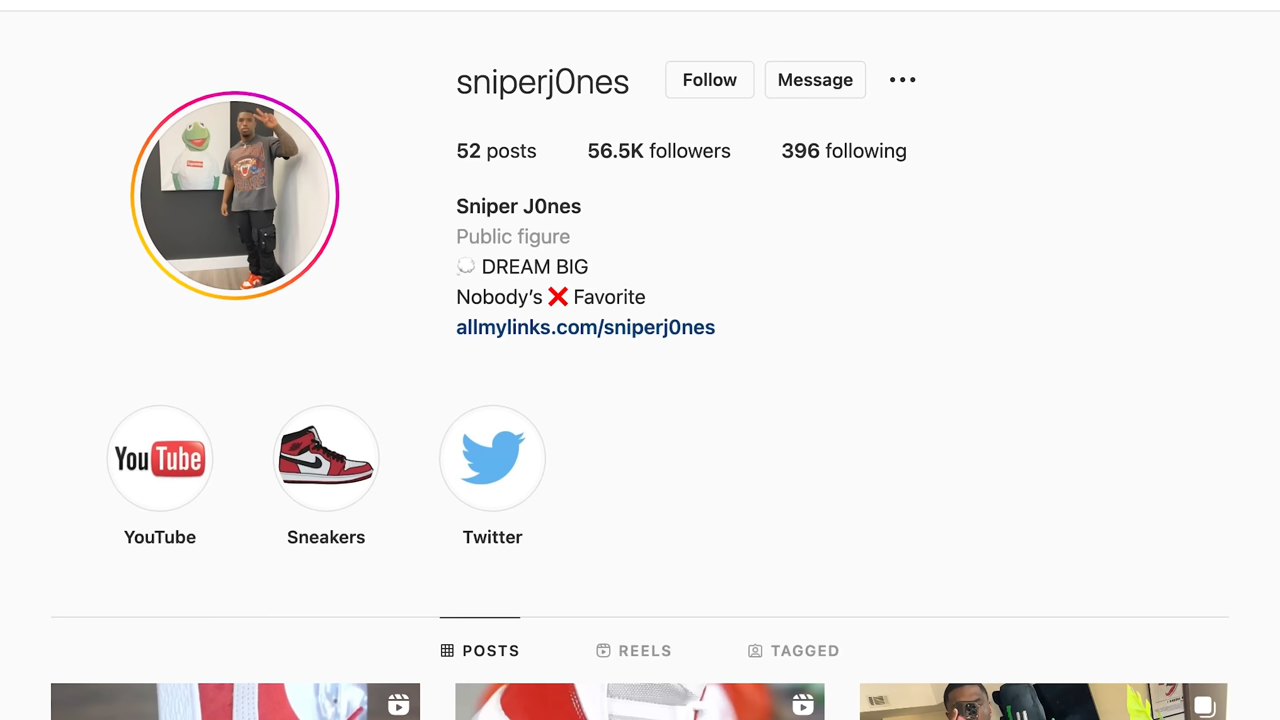 sniperj0nes Follow Message
52 posts 56.5K followers 396 following
Sniper J0nes
Public figure
DREAM BIG
Nobody’s ❌ Favorite
allmylinks.com/sniperj0nes
YouTube
YouTube Sneakers Twitter
POSTS REELS TAGGED